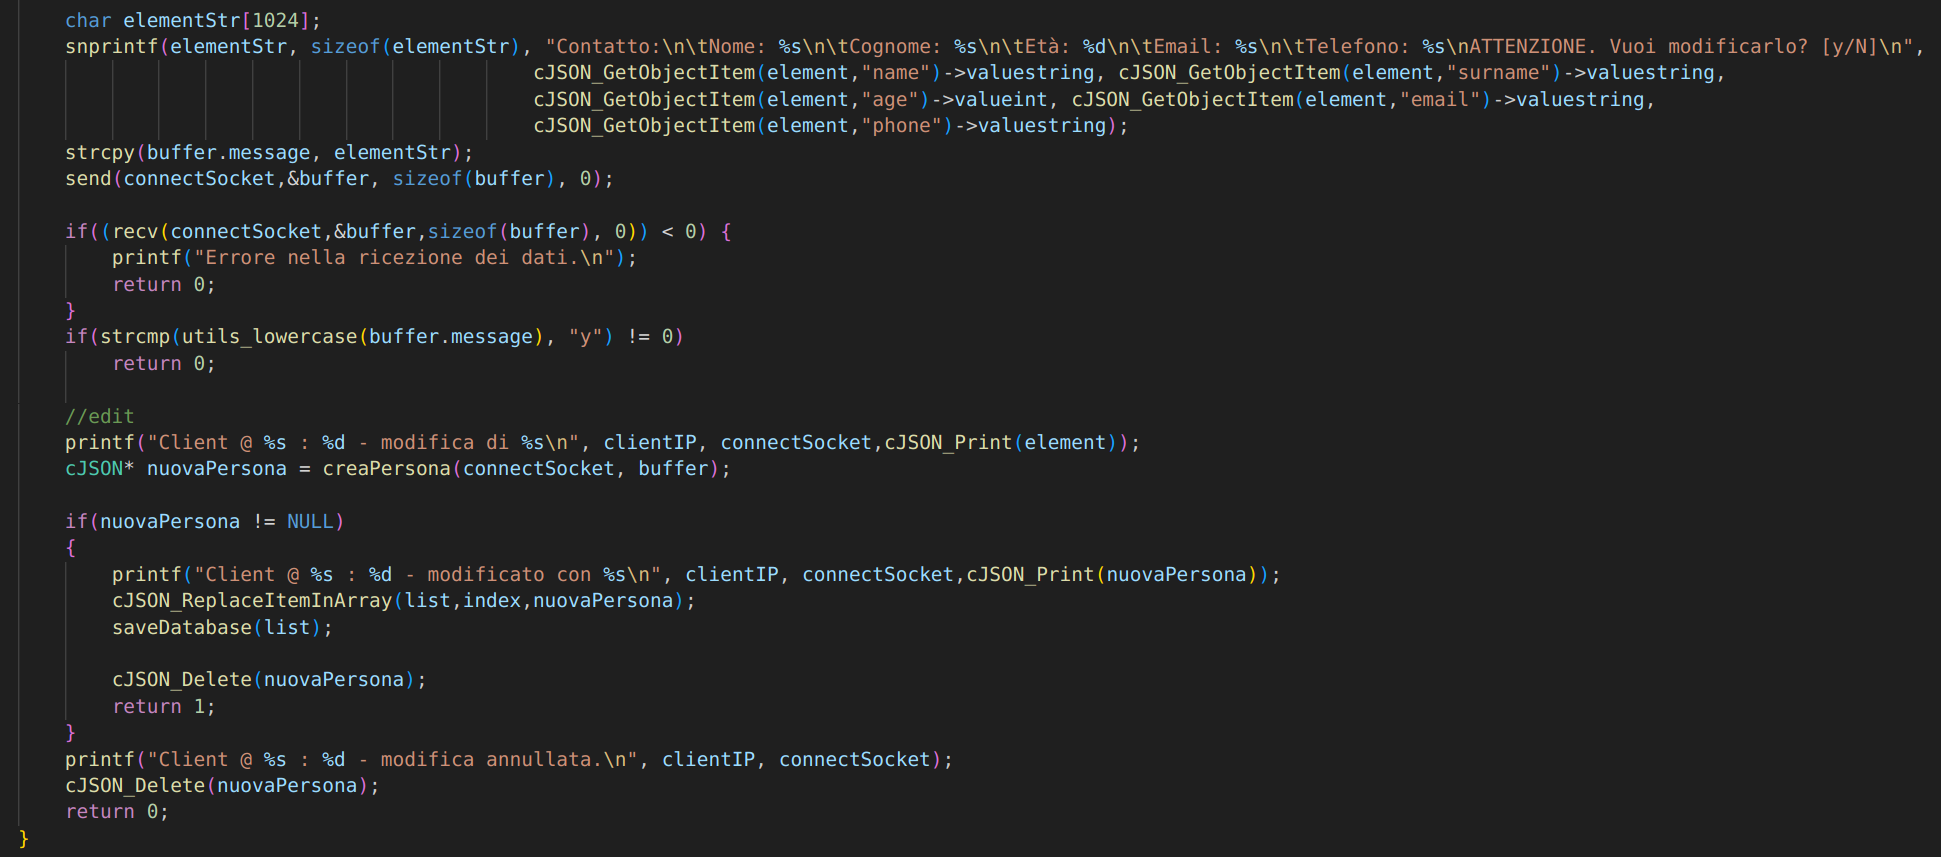 char elementStr[1024];
snprintf(elementStr, sizeof(elementStr), "Contatto:\n\tNome: %s\n\tCognome: %s\n\tEtà: %d\n\tEmail: %s\n\tTelefono: %s\nATTENZIONE. Vuoi modificarlo? [y/N]\n",
cJSON_GetObjectItem(element,"name")->valuestring, cJSON_GetObjectItem(element,"surname")->valuestring,
cJSON_GetObjectItem(element,"age")->valueint, cJSON_GetObjectItem(element,"email")->valuestring,
cJSON_GetObjectItem(element,"phone")->valuestring);
strcpy(buffer.message, elementStr);
send(connectSocket,&buffer, sizeof(buffer), 0);

if((recv(connectSocket,&buffer,sizeof(buffer), 0)) < 0) {
    printf("Errore nella ricezione dei dati.\n");
    return 0;
}
if(strcmp(utils_lowercase(buffer.message), "y") != 0)
    return 0;

//edit
printf("Client @ %s : %d - modifica di %s\n", clientIP, connectSocket,cJSON_Print(element));
cJSON* nuovaPersona = creaPersona(connectSocket, buffer);

if(nuovaPersona != NULL)
{
    printf("Client @ %s : %d - modificato con %s\n", clientIP, connectSocket,cJSON_Print(nuovaPersona));
    cJSON_ReplaceItemInArray(list,index,nuovaPersona);
    saveDatabase(list);

    cJSON_Delete(nuovaPersona);
    return 1;
}
printf("Client @ %s : %d - modifica annullata.\n", clientIP, connectSocket);
cJSON_Delete(nuovaPersona);
return 0;
}